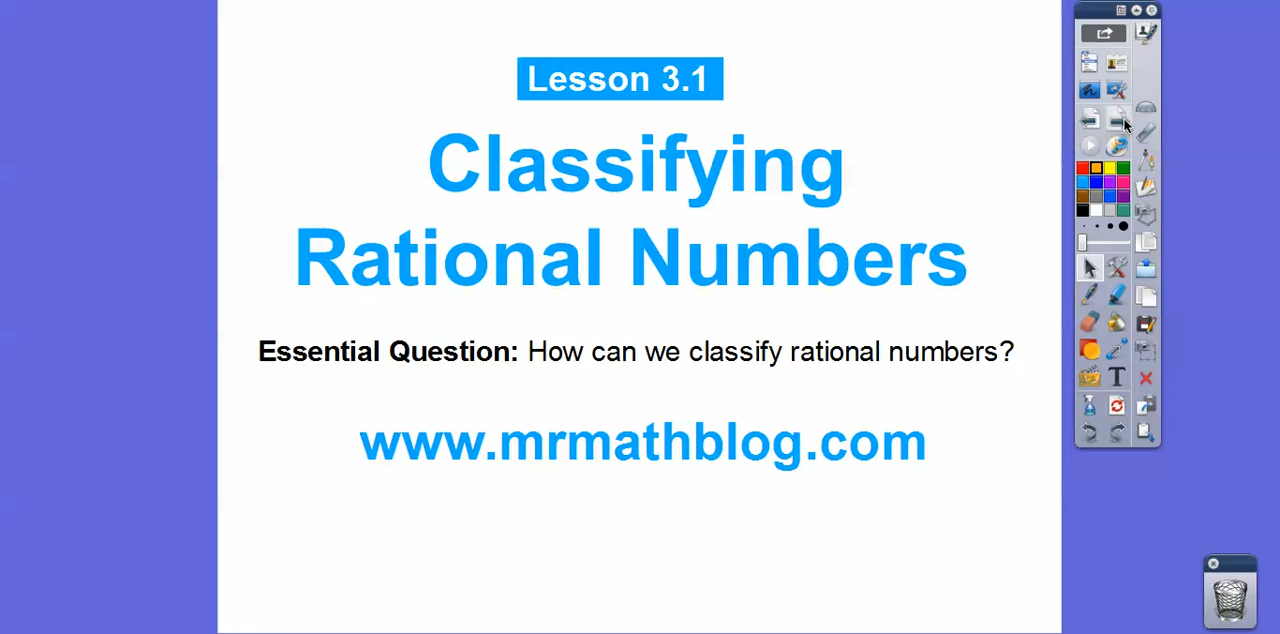 Lesson 3.1
Classifying
Rational Numbers
Essential Question: How can we classify rational numbers?
www.mrmathblog.com
T